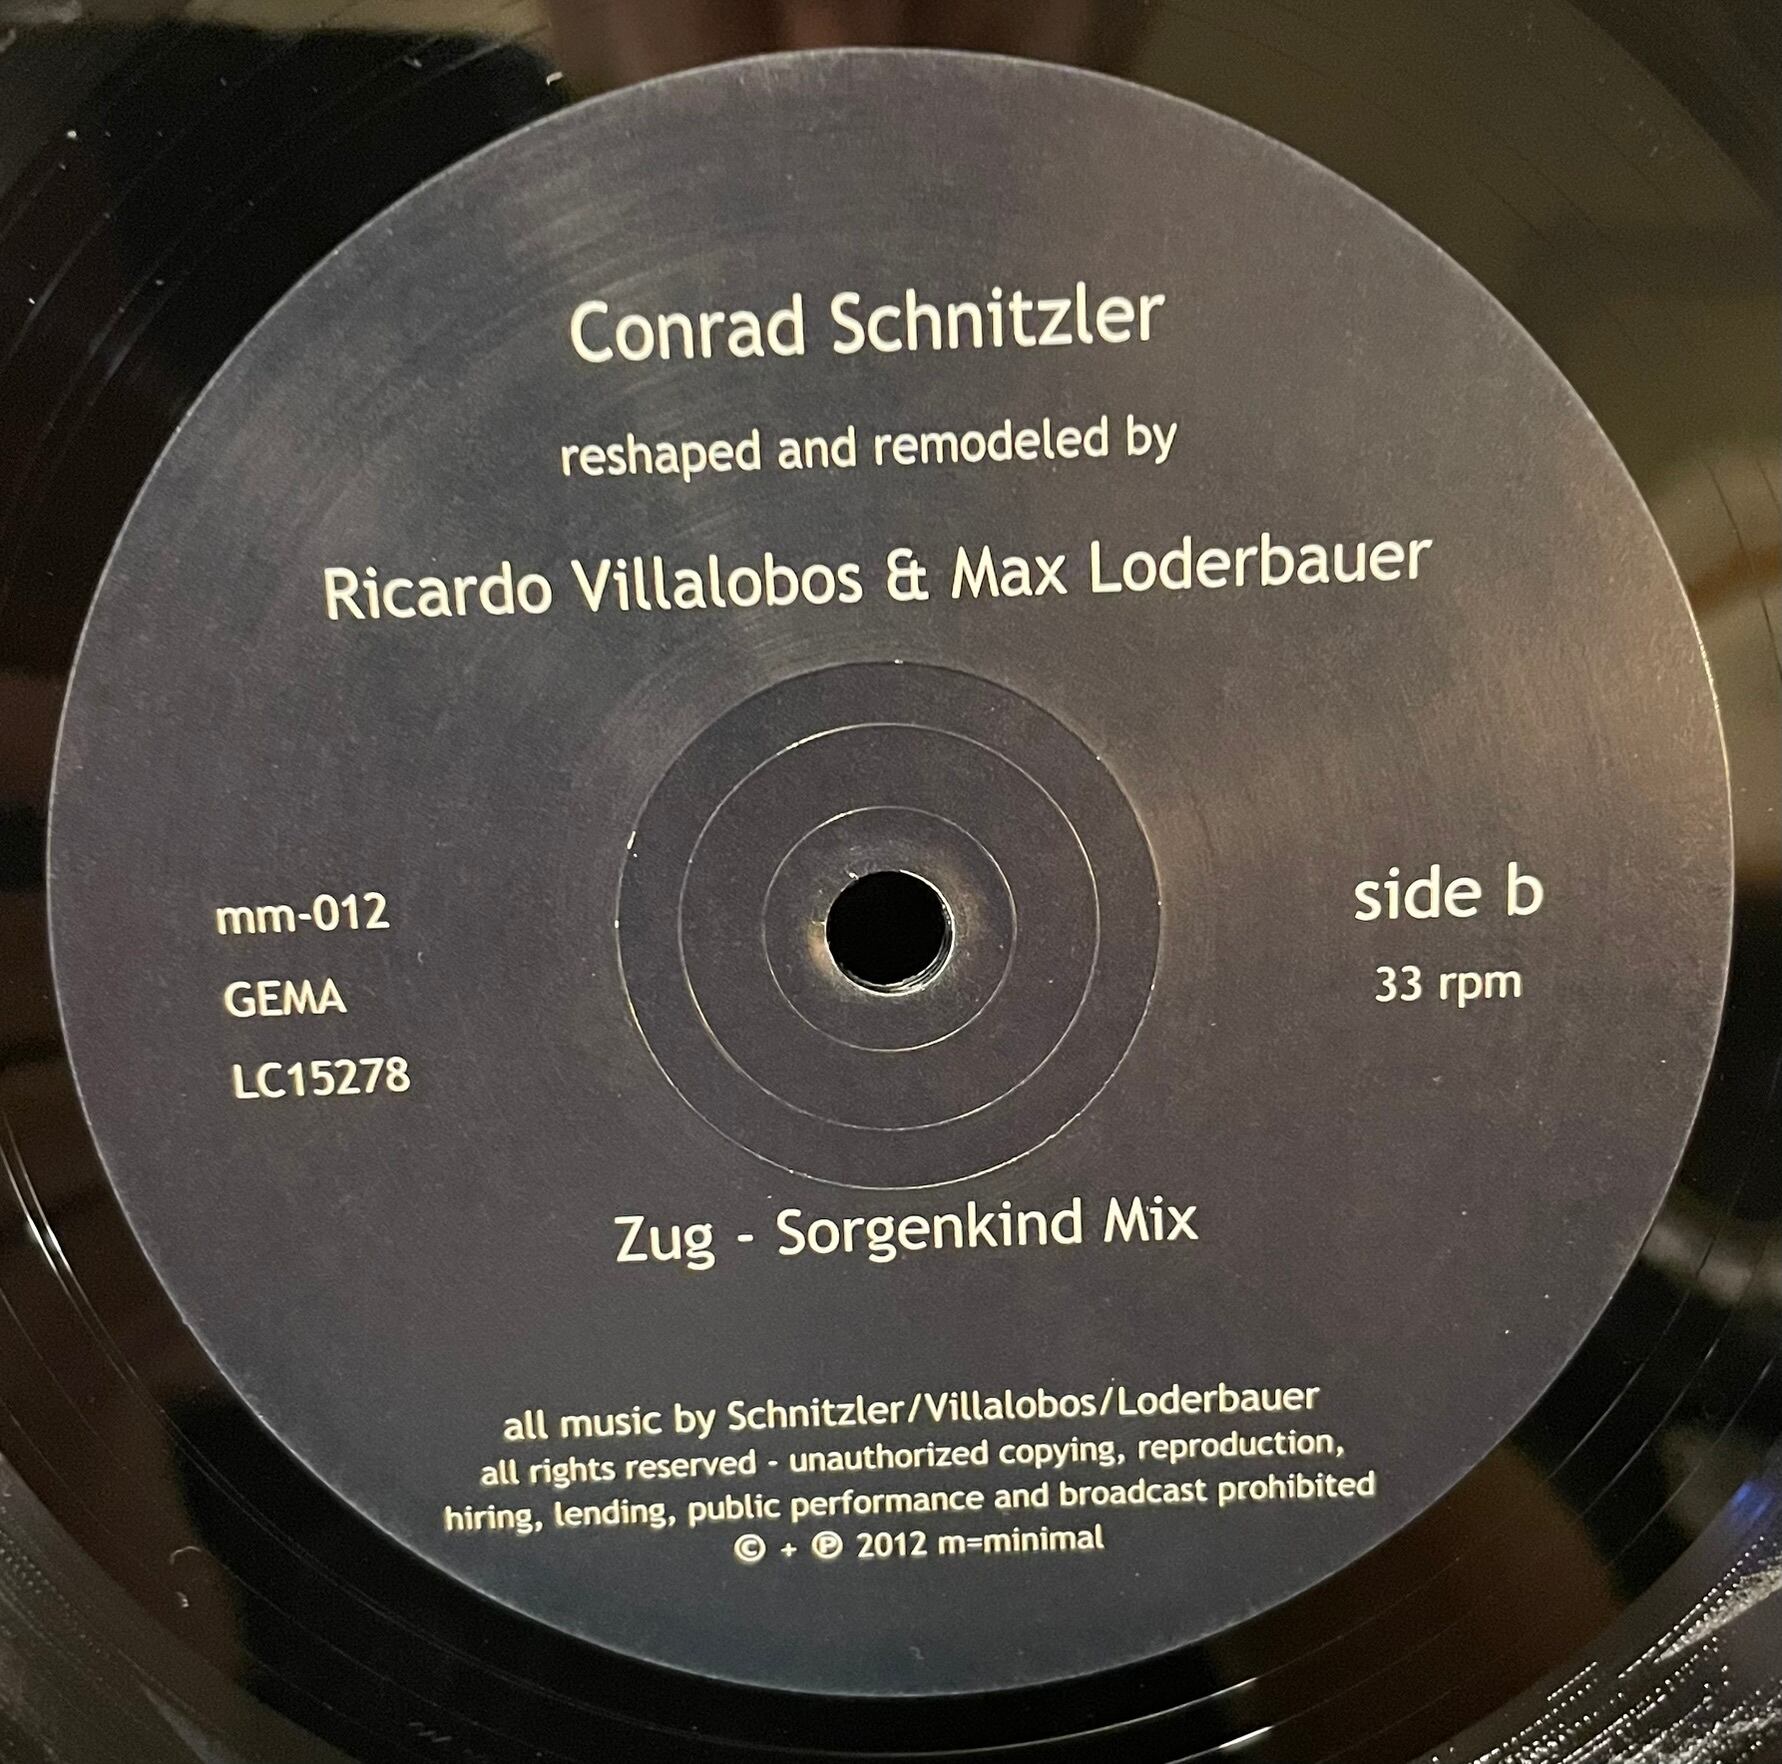 Conrad Schnitzler
reshaped and remodeled by
Ricardo Villalobos & Max Loderbauer
mm-012
GEMA
LC15278
side b
33 rpm
Zug - Sorgenkind Mix
all music by Schnitzler/Villalobos/Loderbauer
all rights reserved - unauthorized copying, reproduction,
hiring, lending, public performance and broadcast prohibited
© + ℗ 2012 m=minimal